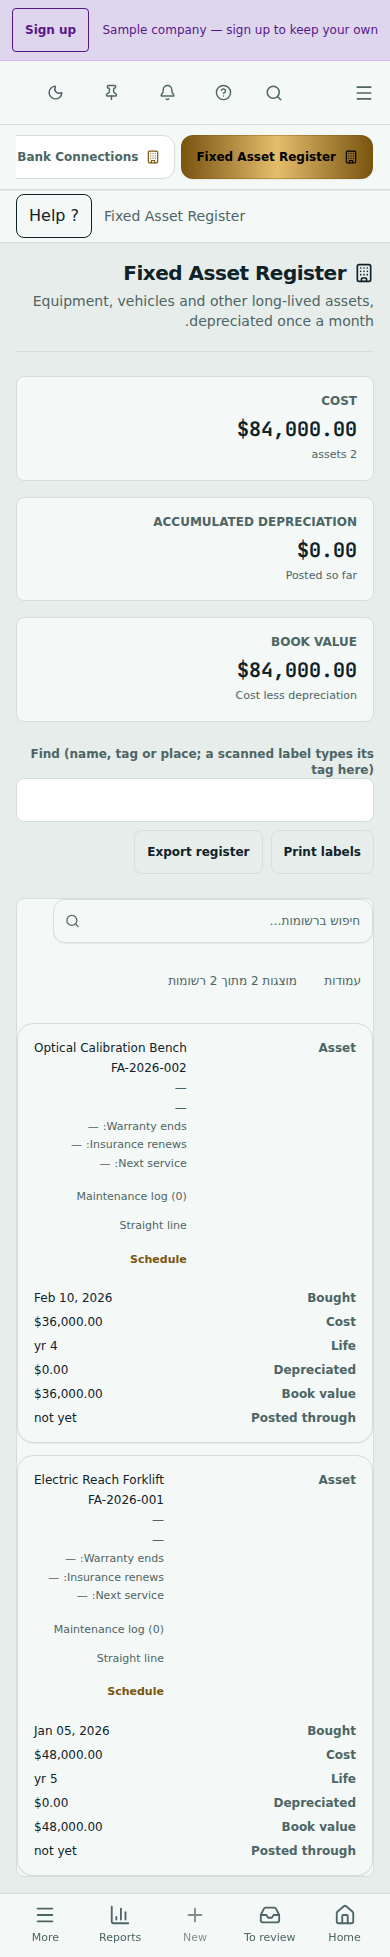 Sign up
Sample company — sign up to keep your own
Bank Connections
Fixed Asset Register
Help ?
Fixed Asset Register
Fixed Asset Register
Equipment, vehicles and other long-lived assets,
.depreciated once a month
COST
$84,000.00
assets 2
ACCUMULATED DEPRECIATION
$0.00
Posted so far
BOOK VALUE
$84,000.00
Cost less depreciation
Find (name, tag or place; a scanned label types its
tag here)
Export register
Print labels
חיפוש ברשומות...
עמודות
מוצגות 2 מתוך 2 רשומות
Asset
Optical Calibration Bench
FA-2026-002
—
—
— :Warranty ends
— :Insurance renews
— :Next service
Maintenance log (0)
Straight line
Schedule
Bought
Feb 10, 2026
Cost
$36,000.00
Life
yr 4
Depreciated
$0.00
Book value
$36,000.00
Posted through
not yet
Asset
Electric Reach Forklift
FA-2026-001
—
—
— :Warranty ends
— :Insurance renews
— :Next service
Maintenance log (0)
Straight line
Schedule
Bought
Jan 05, 2026
Cost
$48,000.00
Life
yr 5
Depreciated
$0.00
Book value
$48,000.00
Posted through
not yet
More
Reports
New
To review
Home